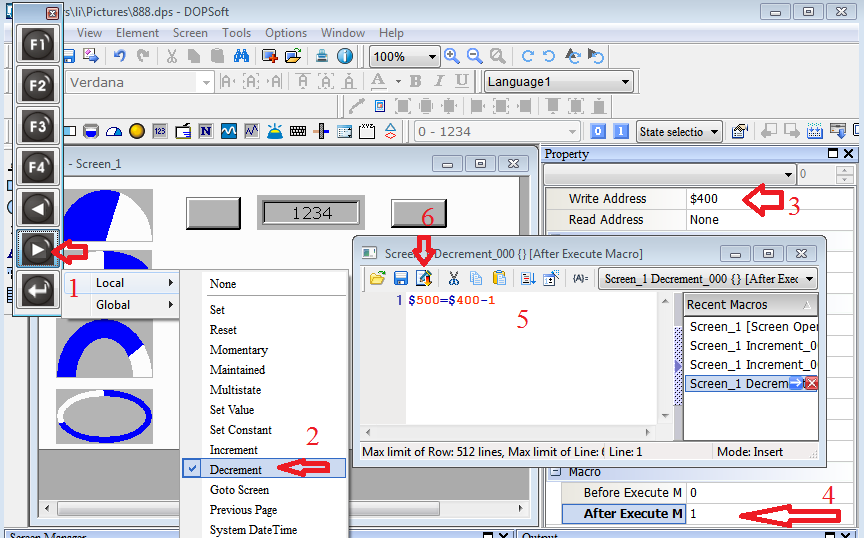 rs\li\Pictures\888.dps - DOPSoft
View Element Screen Tools Options Window Help
100%
Verdana
Language1
0 - 1234
0 1 State selectio
F1
F2
F3
F4
- Screen_1
1234
Property
0
Write Address $400
3
Read Address None
6
Screen_1 Decrement_000 {} [After Execute Macro]
{A}= Screen_1 Decrement_000 {} [After Exec
1 $500=$400-1
5
Recent Macros
Screen_1 [Screen Oper
Screen_1 Increment_00
Screen_1 Increment_00
Screen_1 Decrem
Max limit of Row: 512 lines, Max limit of Line: Line: 1 Mode: Insert
1
Local
Global
None
Set
Reset
Momentary
Maintained
Multistate
Set Value
Set Constant
Increment
2
Decrement
Goto Screen
Previous Page
System DateTime
Macro
Before Execute M 0
After Execute M 1
4
Screen Manager
Output